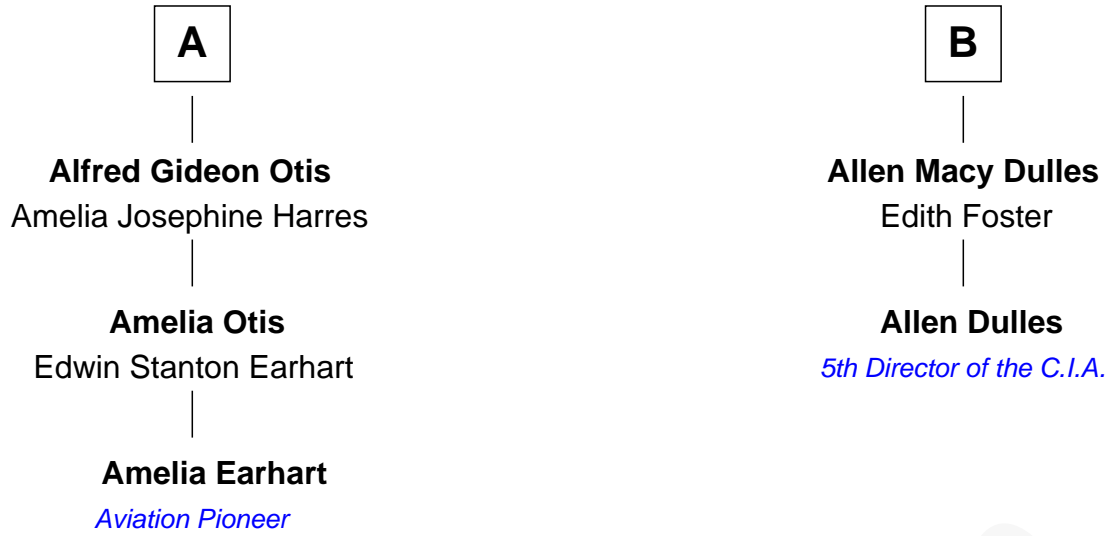 A
Alfred Gideon Otis
Amelia Josephine Harres
Amelia Otis
Edwin Stanton Earhart
Amelia Earhart
Aviation Pioneer
B
Allen Macy Dulles
Edith Foster
Allen Dulles
5th Director of the C.I.A.